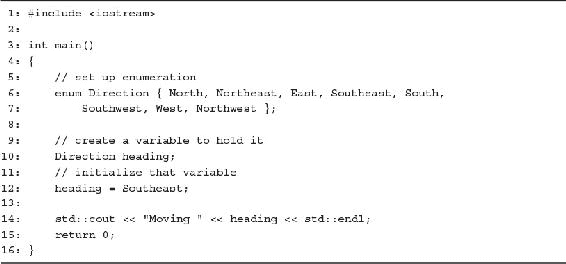 1: #include <iostream>
2:
3: int main()
4: {
5:     // set up enumeration
6:     enum Direction { North, Northeast, East, Southeast, South,
7:         Southwest, West, Northwest };
8:
9:     // create a variable to hold it
10:     Direction heading;
11:     // initialize that variable
12:     heading = Southeast;
13:
14:     std::cout << "Moving " << heading << std::endl;
15:     return 0;
16: }